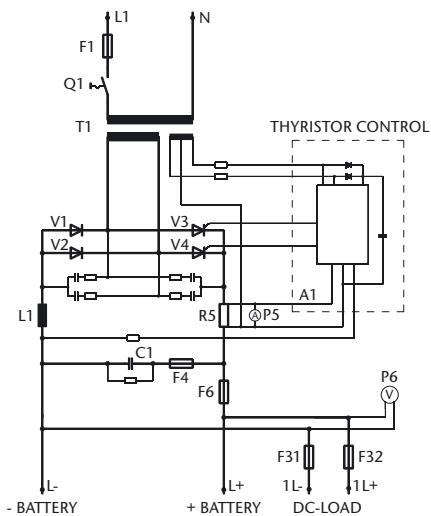 L1 N
F1
Q1
T1
THYRISTOR CONTROL
V1 V3
V2 V4
A1
L1 R5 A P5
C1
F4
F6 P6
V
F31 F32
L- L+ 1L- 1L+
- BATTERY + BATTERY DC-LOAD